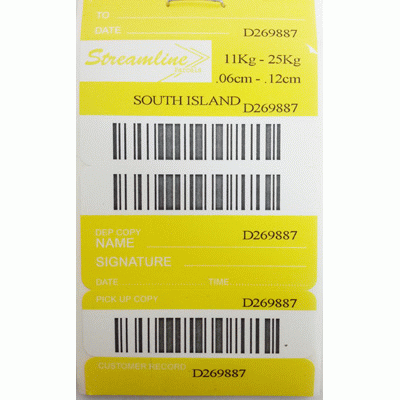 TO
DATE D269887
Streamline 11Kg - 25Kg
.06cm - .12cm
SOUTH ISLAND D269887
DEP COPY
NAME D269887
SIGNATURE
DATE TIME
PICK UP COPY D269887
CUSTOMER RECORD D269887